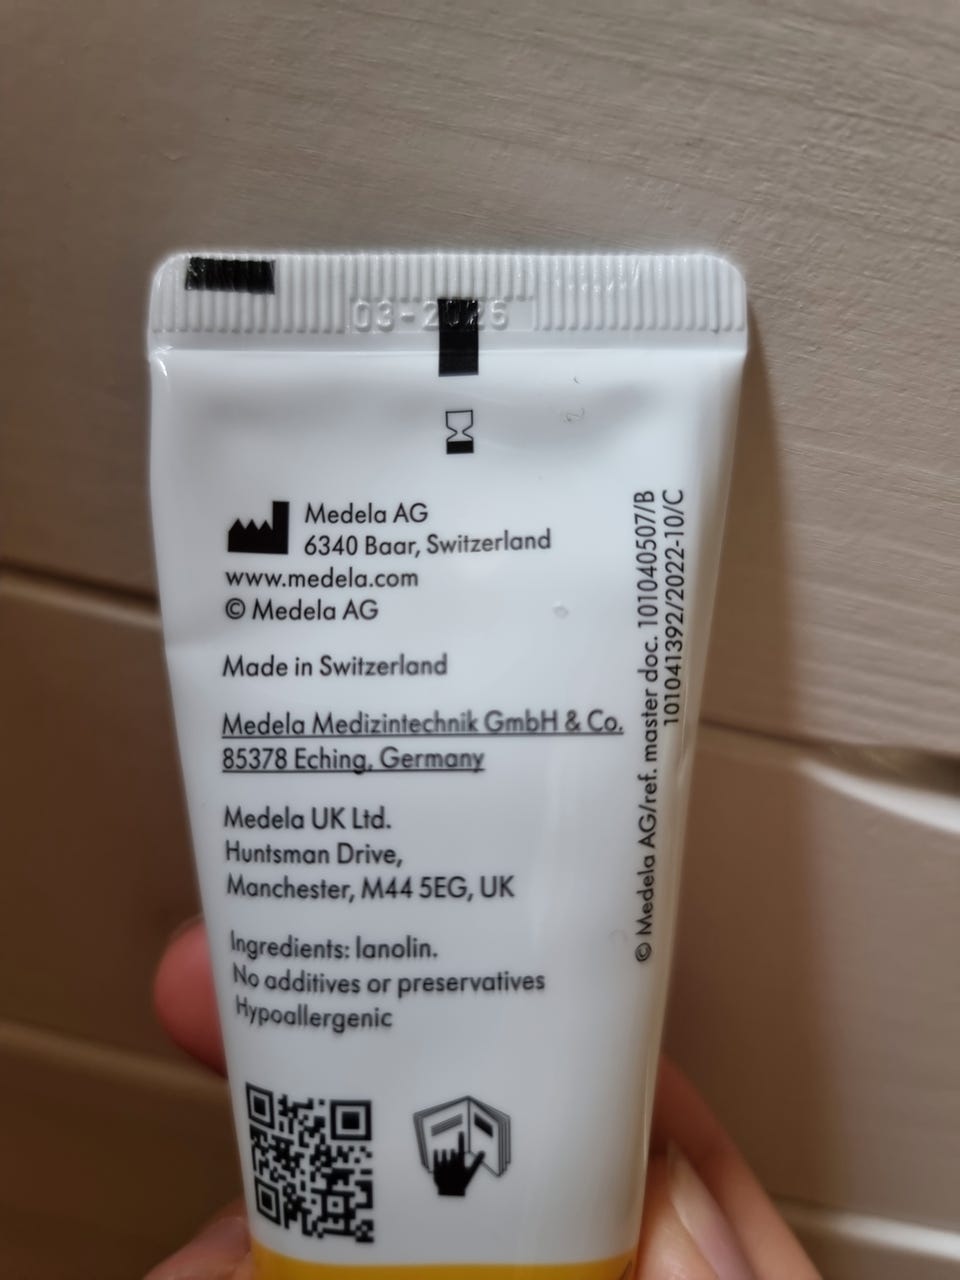 03-2025
Medela AG
6340 Baar, Switzerland
www.medela.com
© Medela AG
Made in Switzerland
Medela Medizintechnik GmbH & Co.
85378 Eching, Germany
Medela UK Ltd.
Huntsman Drive,
Manchester, M44 5EG, UK
Ingredients: lanolin.
No additives or preservatives
Hypoallergenic
© Medela AG/ref. master doc. 101040507/B
101041392/2022-10/C